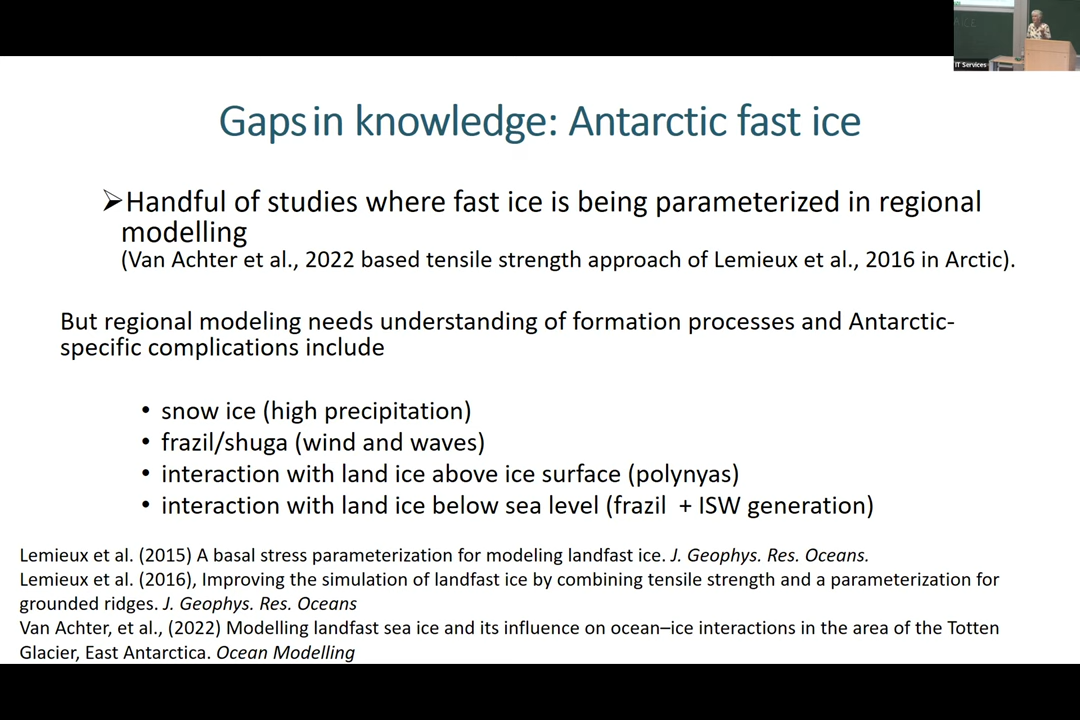 IT Services
Gaps in knowledge: Antarctic fast ice
➢Handful of studies where fast ice is being parameterized in regional
modelling
(Van Achter et al., 2022 based tensile strength approach of Lemieux et al., 2016 in Arctic).
But regional modeling needs understanding of formation processes and Antarctic-
specific complications include
• snow ice (high precipitation)
• frazil/shuga (wind and waves)
• interaction with land ice above ice surface (polynyas)
• interaction with land ice below sea level (frazil + ISW generation)
Lemieux et al. (2015) A basal stress parameterization for modeling landfast ice. J. Geophys. Res. Oceans.
Lemieux et al. (2016), Improving the simulation of landfast ice by combining tensile strength and a parameterization for
grounded ridges. J. Geophys. Res. Oceans
Van Achter, et al., (2022) Modelling landfast sea ice and its influence on ocean–ice interactions in the area of the Totten
Glacier, East Antarctica. Ocean Modelling